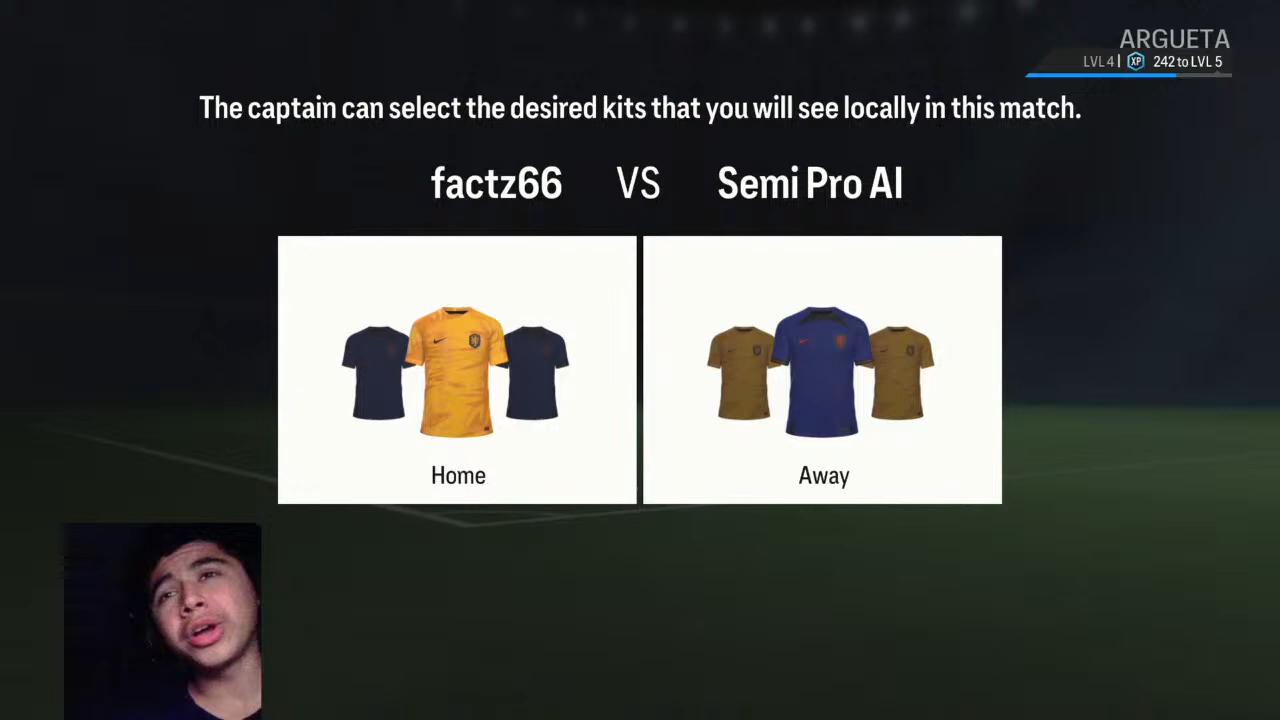 ARGUETA
LVL 4 | XP 242 to LVL 5
The captain can select the desired kits that you will see locally in this match.
factz66 VS Semi Pro AI
Home
Away